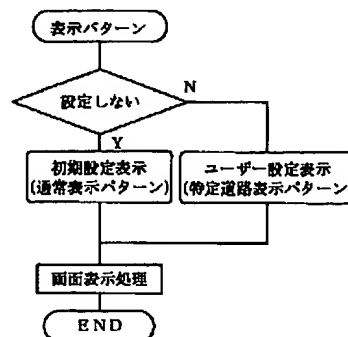 表示パターン
設定しない
N
Y
初期設定表示
(通常表示パターン)
ユーザー設定表示
(特定道路表示パターン
画面表示処理
END